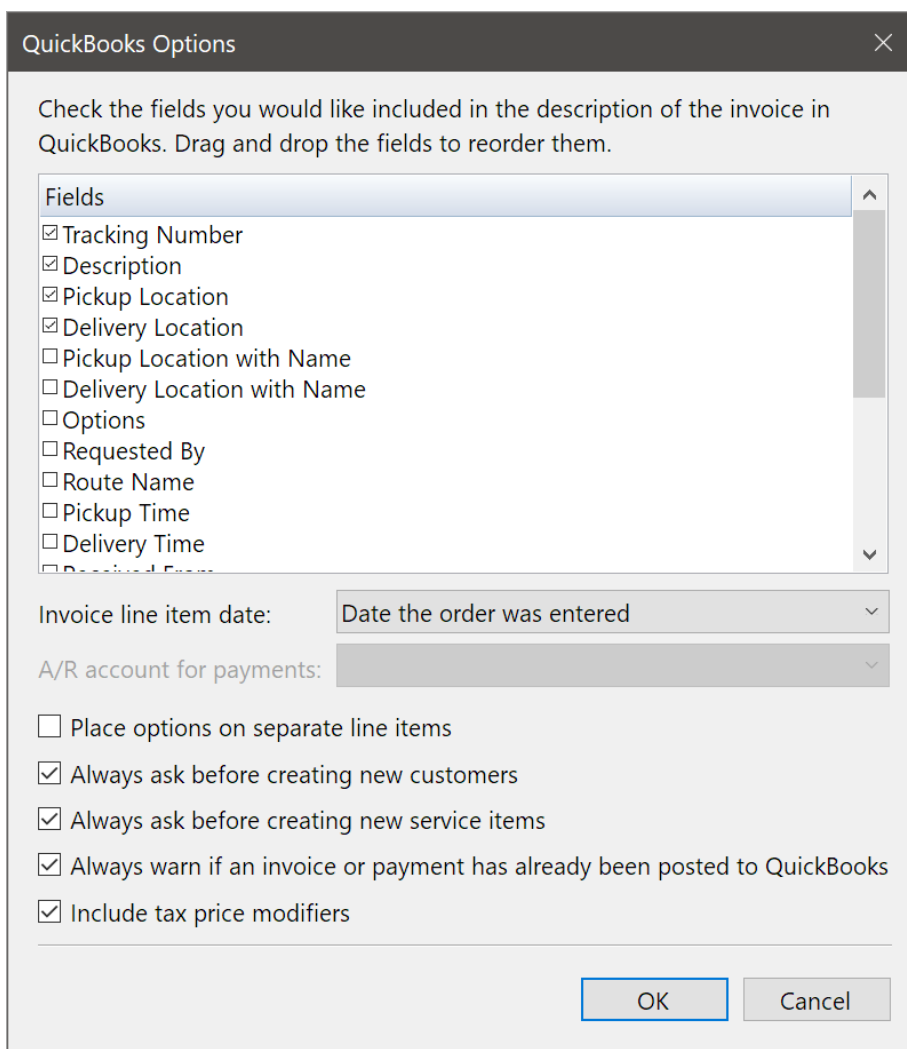 QuickBooks Options
Check the fields you would like included in the description of the invoice in
QuickBooks. Drag and drop the fields to reorder them.
Fields
Tracking Number
Description
Pickup Location
Delivery Location
Pickup Location with Name
Delivery Location with Name
Options
Requested By
Route Name
Pickup Time
Delivery Time
Received From
Invoice line item date:
Date the order was entered
A/R account for payments:
Place options on separate line items
Always ask before creating new customers
Always ask before creating new service items
Always warn if an invoice or payment has already been posted to QuickBooks
Include tax price modifiers
OK
Cancel